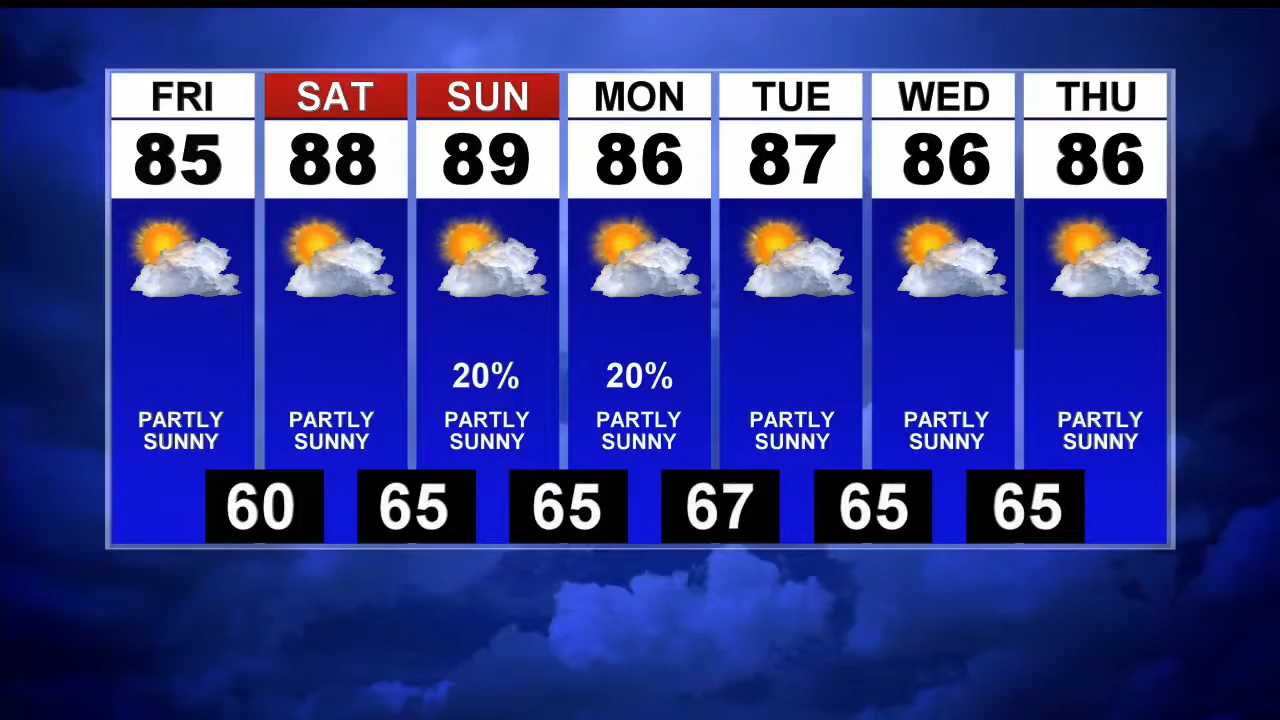 FRI SAT SUN MON TUE WED THU
85 88 89 86 87 86 86
20% 20%
PARTLY PARTLY PARTLY PARTLY PARTLY PARTLY PARTLY
SUNNY SUNNY SUNNY SUNNY SUNNY SUNNY SUNNY
60 65 65 67 65 65